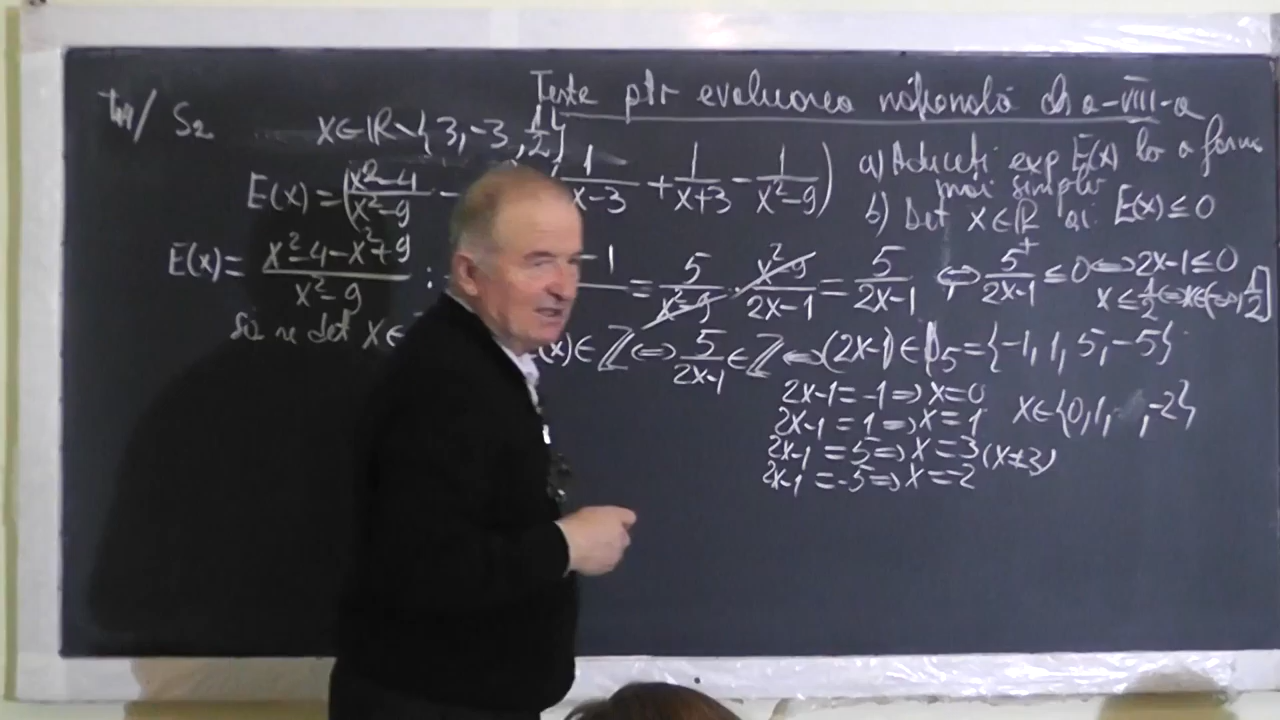 Teste ptr evaluarea națională cls a-VIII-a
S2 x∈ℝ∖{3,-3,1/2}
E(x)=((x²-4)/(x²-9) - 1/(x-3) + 1/(x+3) - 1/(x²-9)) a) Aduceți exp E(x) la o formă
mai simplă
b) Det x∈ℝ aî. E(x)≤0
E(x)= (x²-4-x²+9)/(x²-9) : -1 = 5/(x²-9) · (x²-9)/(2x-1) = 5/(2x-1) ⇔ 5⁺/(2x-1) ≤0⇔2x-1≤0
x≤1/2⇔x∈(-∞,1/2]
să se det x∈ (x)∈ℤ⇔ 5/(2x-1) ∈ℤ⇔(2x-1)∈D₅={-1,1,5,-5}
2x-1=-1⇒x=0
2x-1=1⇒x=1 x∈{0,1, ,-2}
2x-1=5⇒x=3(x≠3)
2x-1=-5⇒x=-2